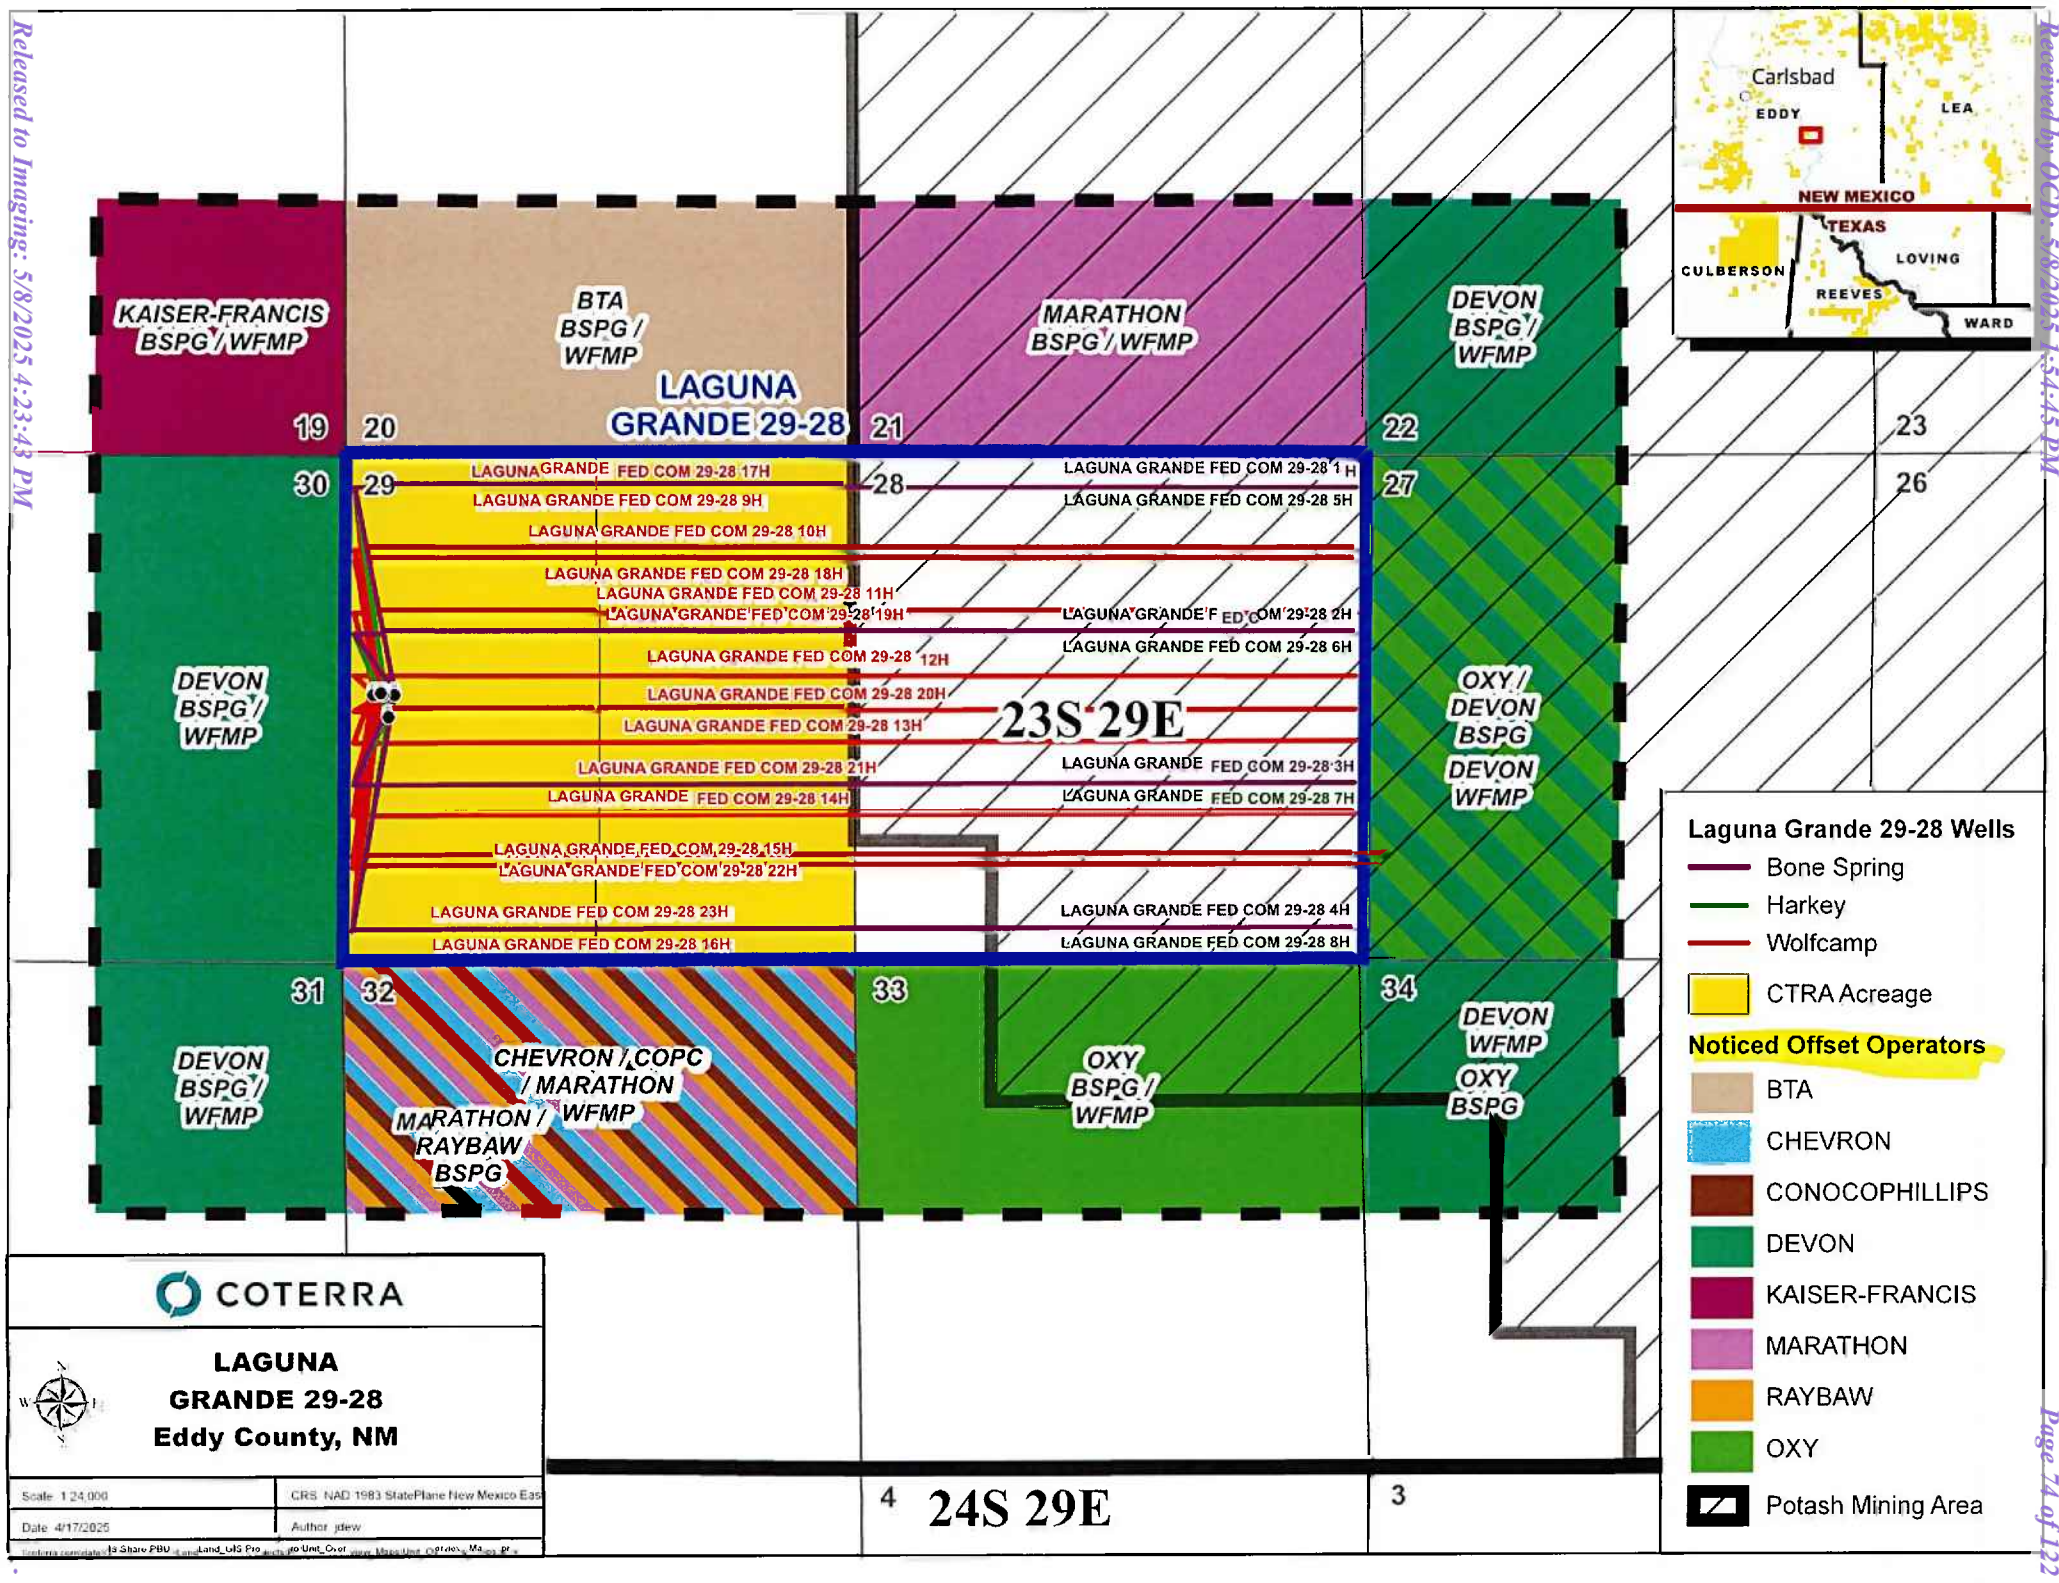 Released to Imaging: 5/8/2025 4:23:43 PM
Received by OCD: 5/8/2025 1:54:45 PM
Page 74 of 122
Carlsbad
EDDY
LEA
NEW MEXICO
TEXAS
CULBERSON
LOVING
REEVES
WARD
KAISER-FRANCIS
BSPG / WFMP
BTA
BSPG /
WFMP
MARATHON
BSPG / WFMP
DEVON
BSPG /
WFMP
LAGUNA
GRANDE 29-28
19
20
21
22
23
30
29
28
27
26
LAGUNA GRANDE FED COM 29-28 17H
LAGUNA GRANDE FED COM 29-28 1H
LAGUNA GRANDE FED COM 29-28 9H
LAGUNA GRANDE FED COM 29-28 5H
LAGUNA GRANDE FED COM 29-28 10H
LAGUNA GRANDE FED COM 29-28 18H
LAGUNA GRANDE FED COM 29-28 11H
LAGUNA GRANDE FED COM 29-28 19H
LAGUNA GRANDE FED COM 29-28 2H
LAGUNA GRANDE FED COM 29-28 6H
LAGUNA GRANDE FED COM 29-28 12H
LAGUNA GRANDE FED COM 29-28 20H
LAGUNA GRANDE FED COM 29-28 13H
23S 29E
LAGUNA GRANDE FED COM 29-28 21H
LAGUNA GRANDE FED COM 29-28 3H
LAGUNA GRANDE FED COM 29-28 14H
LAGUNA GRANDE FED COM 29-28 7H
LAGUNA GRANDE FED COM 29-28 15H
LAGUNA GRANDE FED COM 29-28 22H
LAGUNA GRANDE FED COM 29-28 23H
LAGUNA GRANDE FED COM 29-28 4H
LAGUNA GRANDE FED COM 29-28 16H
LAGUNA GRANDE FED COM 29-28 8H
DEVON
BSPG /
WFMP
OXY /
DEVON
BSPG
DEVON
WFMP
31
32
33
34
DEVON
BSPG /
WFMP
CHEVRON / COPC
/ MARATHON
WFMP
MARATHON /
RAYBAW
BSPG
OXY
BSPG /
WFMP
DEVON
WFMP
OXY
BSPG
Laguna Grande 29-28 Wells
Bone Spring
Harkey
Wolfcamp
CTRA Acreage
Noticed Offset Operators
BTA
CHEVRON
CONOCOPHILLIPS
DEVON
KAISER-FRANCIS
MARATHON
RAYBAW
OXY
Potash Mining Area
COTERRA
N
W
LAGUNA
GRANDE 29-28
Eddy County, NM
Scale 1:24,000
CRS NAD 1983 StatePlane New Mexico Eas
Date 4/17/2025
Author jdew
4
24S 29E
3